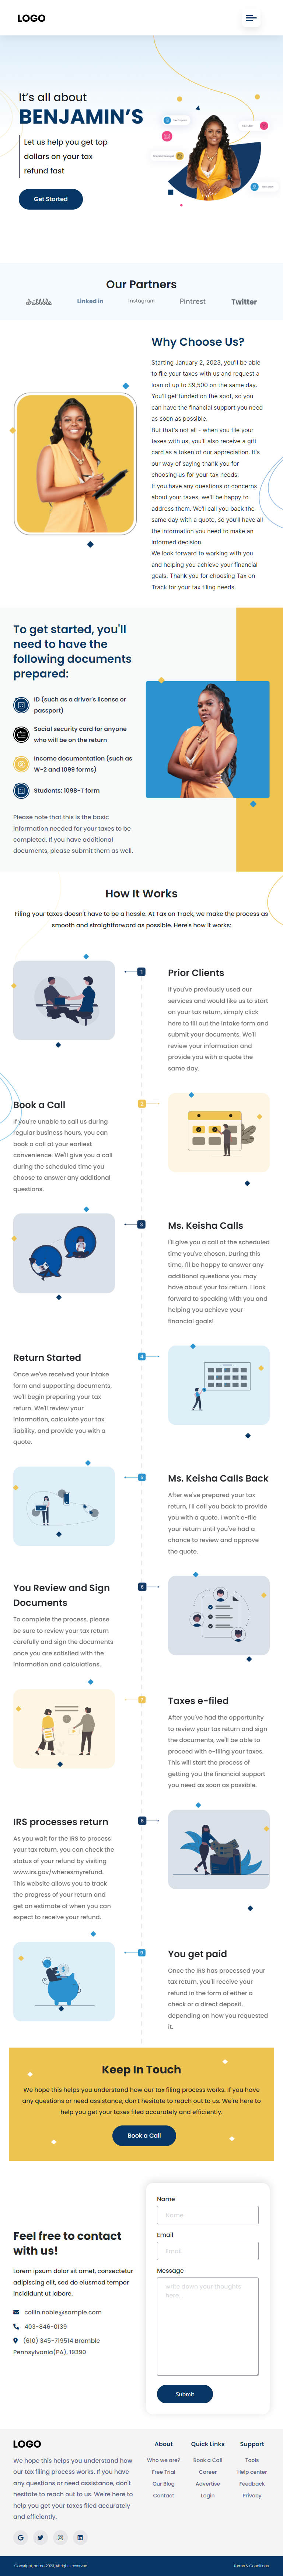 LOGO
It's all about
BENJAMIN'S
Let us help you get top
dollars on your tax
refund fast
Get Started
Our Partners
dribbble
Linked in
Instagram
Pintrest
Twitter
Why Choose Us?
Starting January 2, 2023, you'll be able
to file your taxes with us and request a
loan of up to $9,500 on the same day.
You'll get funded on the spot, so you
can have the financial support you need
as soon as possible.
But that's not all - when you file your
taxes with us, you'll also receive a gift
card as a token of our appreciation. It's
our way of saying thank you for
choosing us for your tax needs.
If you have any questions or concerns
about your taxes, we'll be happy to
address them. We'll call you back the
same day with a quote, so you'll have all
the information you need to make an
informed decision.
We look forward to working with you
and helping you achieve your financial
goals. Thank you for choosing Tax on
Track for your tax filing needs.
To get started, you'll
need to have the
following documents
prepared:
ID (such as a driver's license or
passport)
Social security card for anyone
who will be on the return
Income documentation (such as
W-2 and 1099 forms)
Students: 1098-T form
Please note that this is the basic
information needed for your taxes to be
completed. If you have additional
documents, please submit them as well.
How It Works
Filing your taxes doesn't have to be a hassle. At Tax on Track, we make the process as
smooth and straightforward as possible. Here's how it works:
1
Prior Clients
If you've previously used our
services and would like us to start
on your tax return, simply click
here to fill out the intake form and
submit your documents. We'll
review your information and
provide you with a quote the
same day.
2
Book a Call
If you're unable to call us during
regular business hours, you can
book a call at your earliest
convenience. We'll give you a call
during the scheduled time you
choose to answer any additional
questions.
3
Ms. Keisha Calls
I'll give you a call at the scheduled
time you've chosen. During this
time, I'll be happy to answer any
additional questions you may
have about your tax return. I look
forward to speaking with you and
helping you achieve your
financial goals!
4
Return Started
Once we've received your intake
form and supporting documents,
we'll begin preparing your tax
return. We'll review your
information, calculate your tax
liability, and provide you with a
quote.
5
Ms. Keisha Calls Back
After we've prepared your tax
return, I'll call you back to provide
you with a quote. I won't e-file
your return until you've had a
chance to review and approve
the quote.
6
You Review and Sign
Documents
To complete the process, please
be sure to review your tax return
carefully and sign the documents
once you are satisfied with the
information and calculations.
7
Taxes e-filed
After you've had the opportunity
to review your tax return and sign
the documents, we'll be able to
proceed with e-filing your taxes.
This will start the process of
getting you the financial support
you need as soon as possible.
8
IRS processes return
As you wait for the IRS to process
your tax return, you can check the
status of your refund by visiting
www.irs.gov/wheresmyrefund.
This website allows you to track
the progress of your return and
get an estimate of when you can
expect to receive your refund.
9
You get paid
Once the IRS has processed your
tax return, you'll receive your
refund in the form of either a
check or a direct deposit,
depending on how you requested
it.
Keep In Touch
We hope this helps you understand how our tax filing process works. If you have
any questions or need assistance, don't hesitate to reach out to us. We're here to
help you get your taxes filed accurately and efficiently.
Book a Call
Feel free to contact
with us!
Lorem ipsum dolor sit amet, consectetur
adipiscing elit, sed do eiusmod tempor
incididunt ut labore.
collin.noble@sample.com
403-846-0139
(610) 345-719514 Bramble
Pennsylvania(PA), 19390
Name
Name
Email
Email
Message
write down your thoughts
here...
Submit
LOGO
We hope this helps you understand how
our tax filing process works. If you have
any questions or need assistance, don't
hesitate to reach out to us. We're here to
help you get your taxes filed accurately
and efficiently.
About
Who we are?
Free Trial
Our Blog
Contact
Quick Links
Book a Call
Career
Advertise
Login
Support
Tools
Help center
Feedback
Privacy
Copyright, name 2023, All rights reserved.
Terms & Conditions